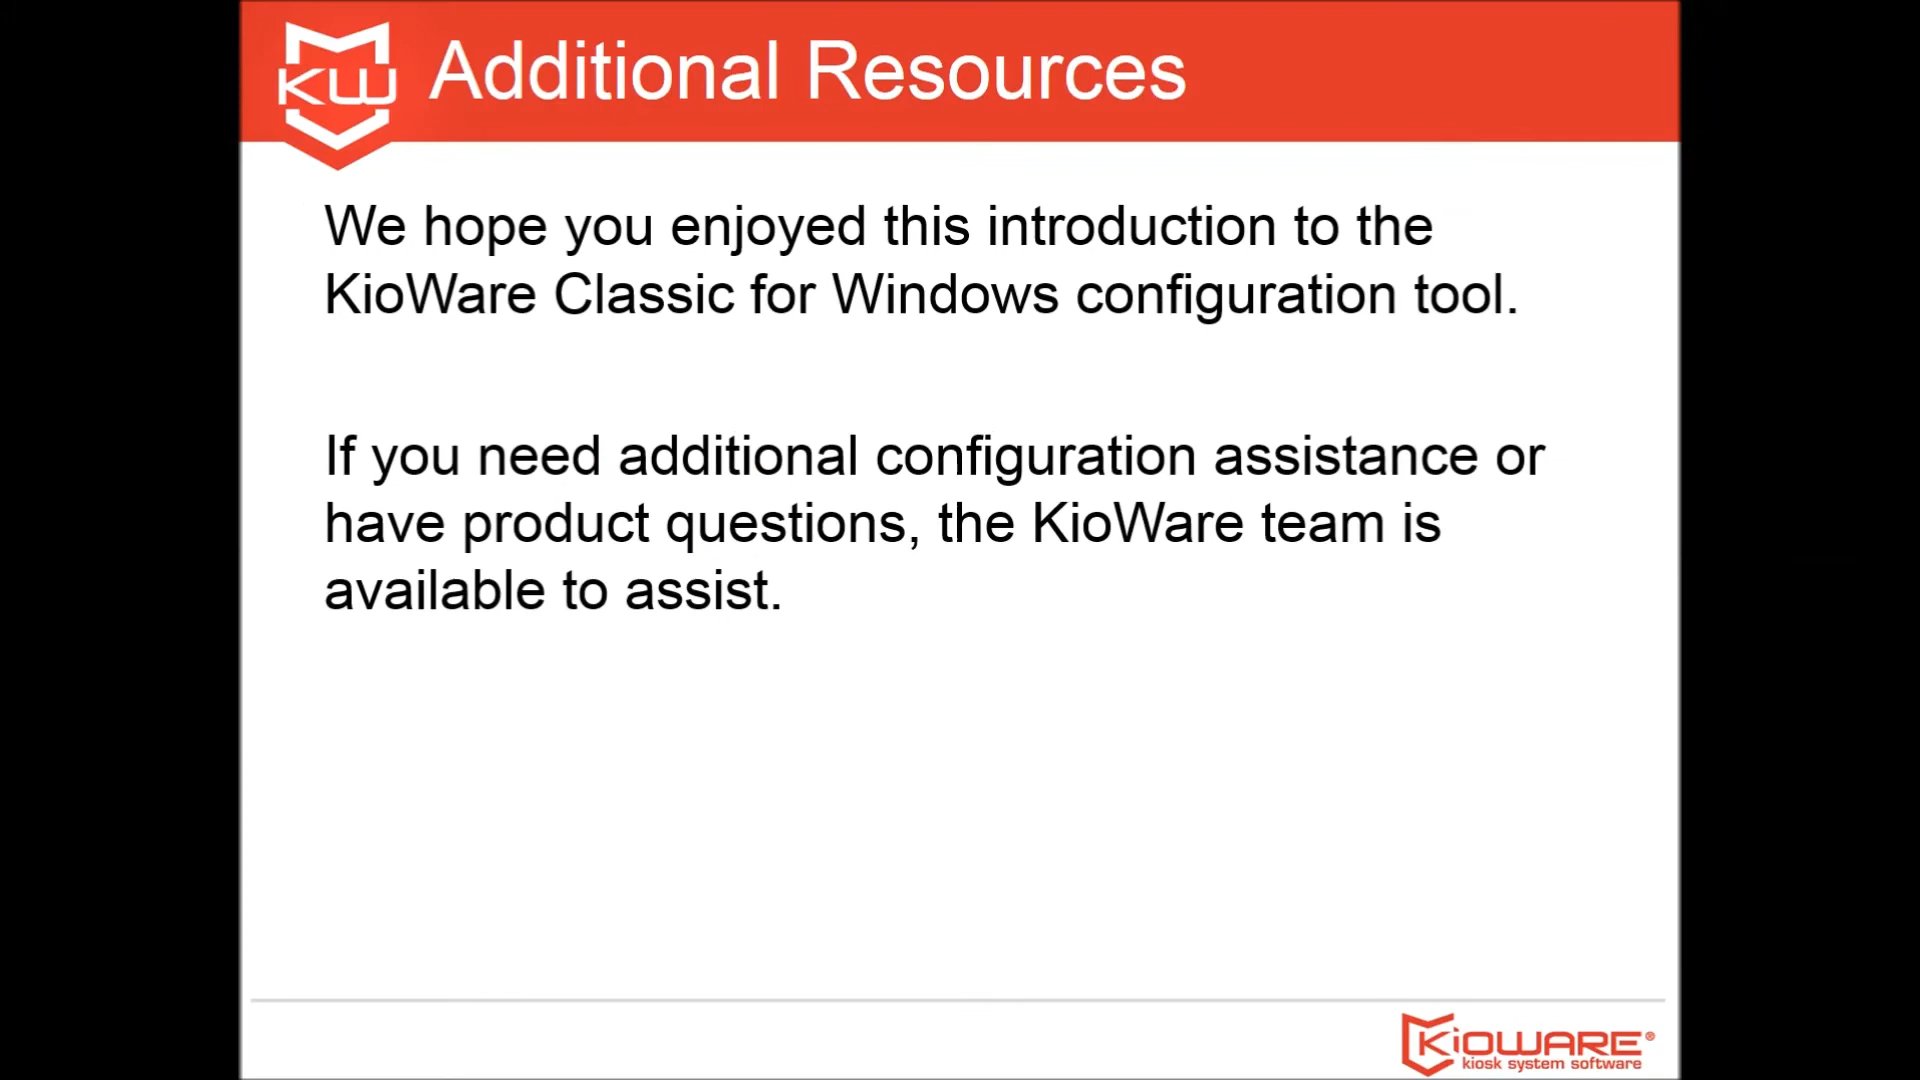 KW
Additional Resources
We hope you enjoyed this introduction to the
KioWare Classic for Windows configuration tool.
If you need additional configuration assistance or
have product questions, the KioWare team is
available to assist.
KioWARE®
kiosk system software